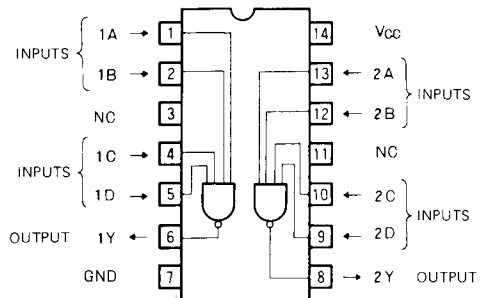 1A 1 14 Vcc
INPUTS
1B 2 13 2A
INPUTS
NC 3 12 2B
1C 4 11 NC
INPUTS
1D 5 10 2C
INPUTS
OUTPUT 1Y 6 9 2D
GND 7 8 2Y OUTPUT